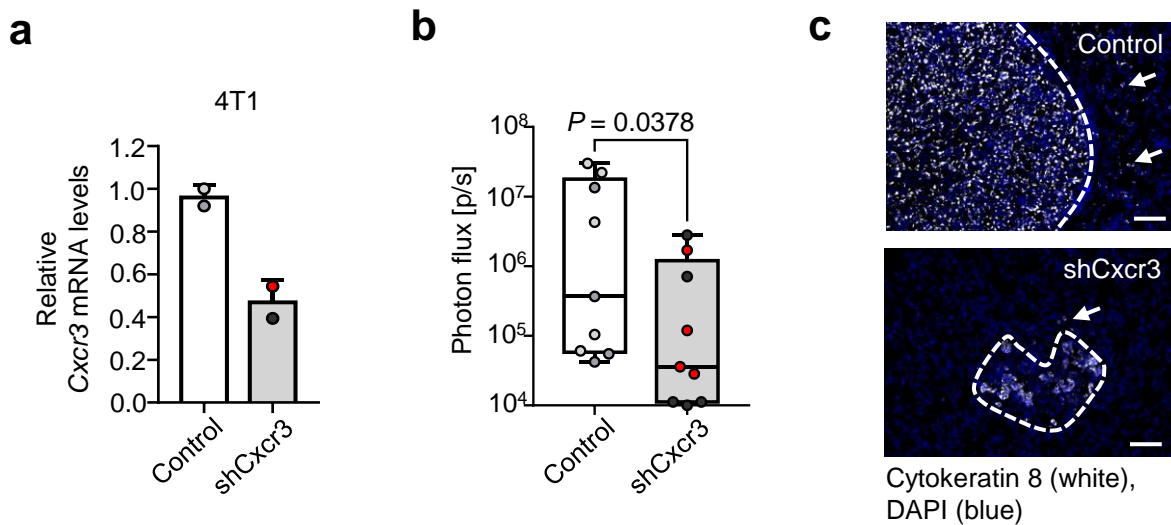 a
4T1
Relative
Cxcr3 mRNA levels
1.2
1.0
0.8
0.6
0.4
0.2
0.0
Control
shCxcr3
b
P = 0.0378
Photon flux [p/s]
10⁸
10⁷
10⁶
10⁵
10⁴
Control
shCxcr3
c
Control
shCxcr3
Cytokeratin 8 (white),
DAPI (blue)